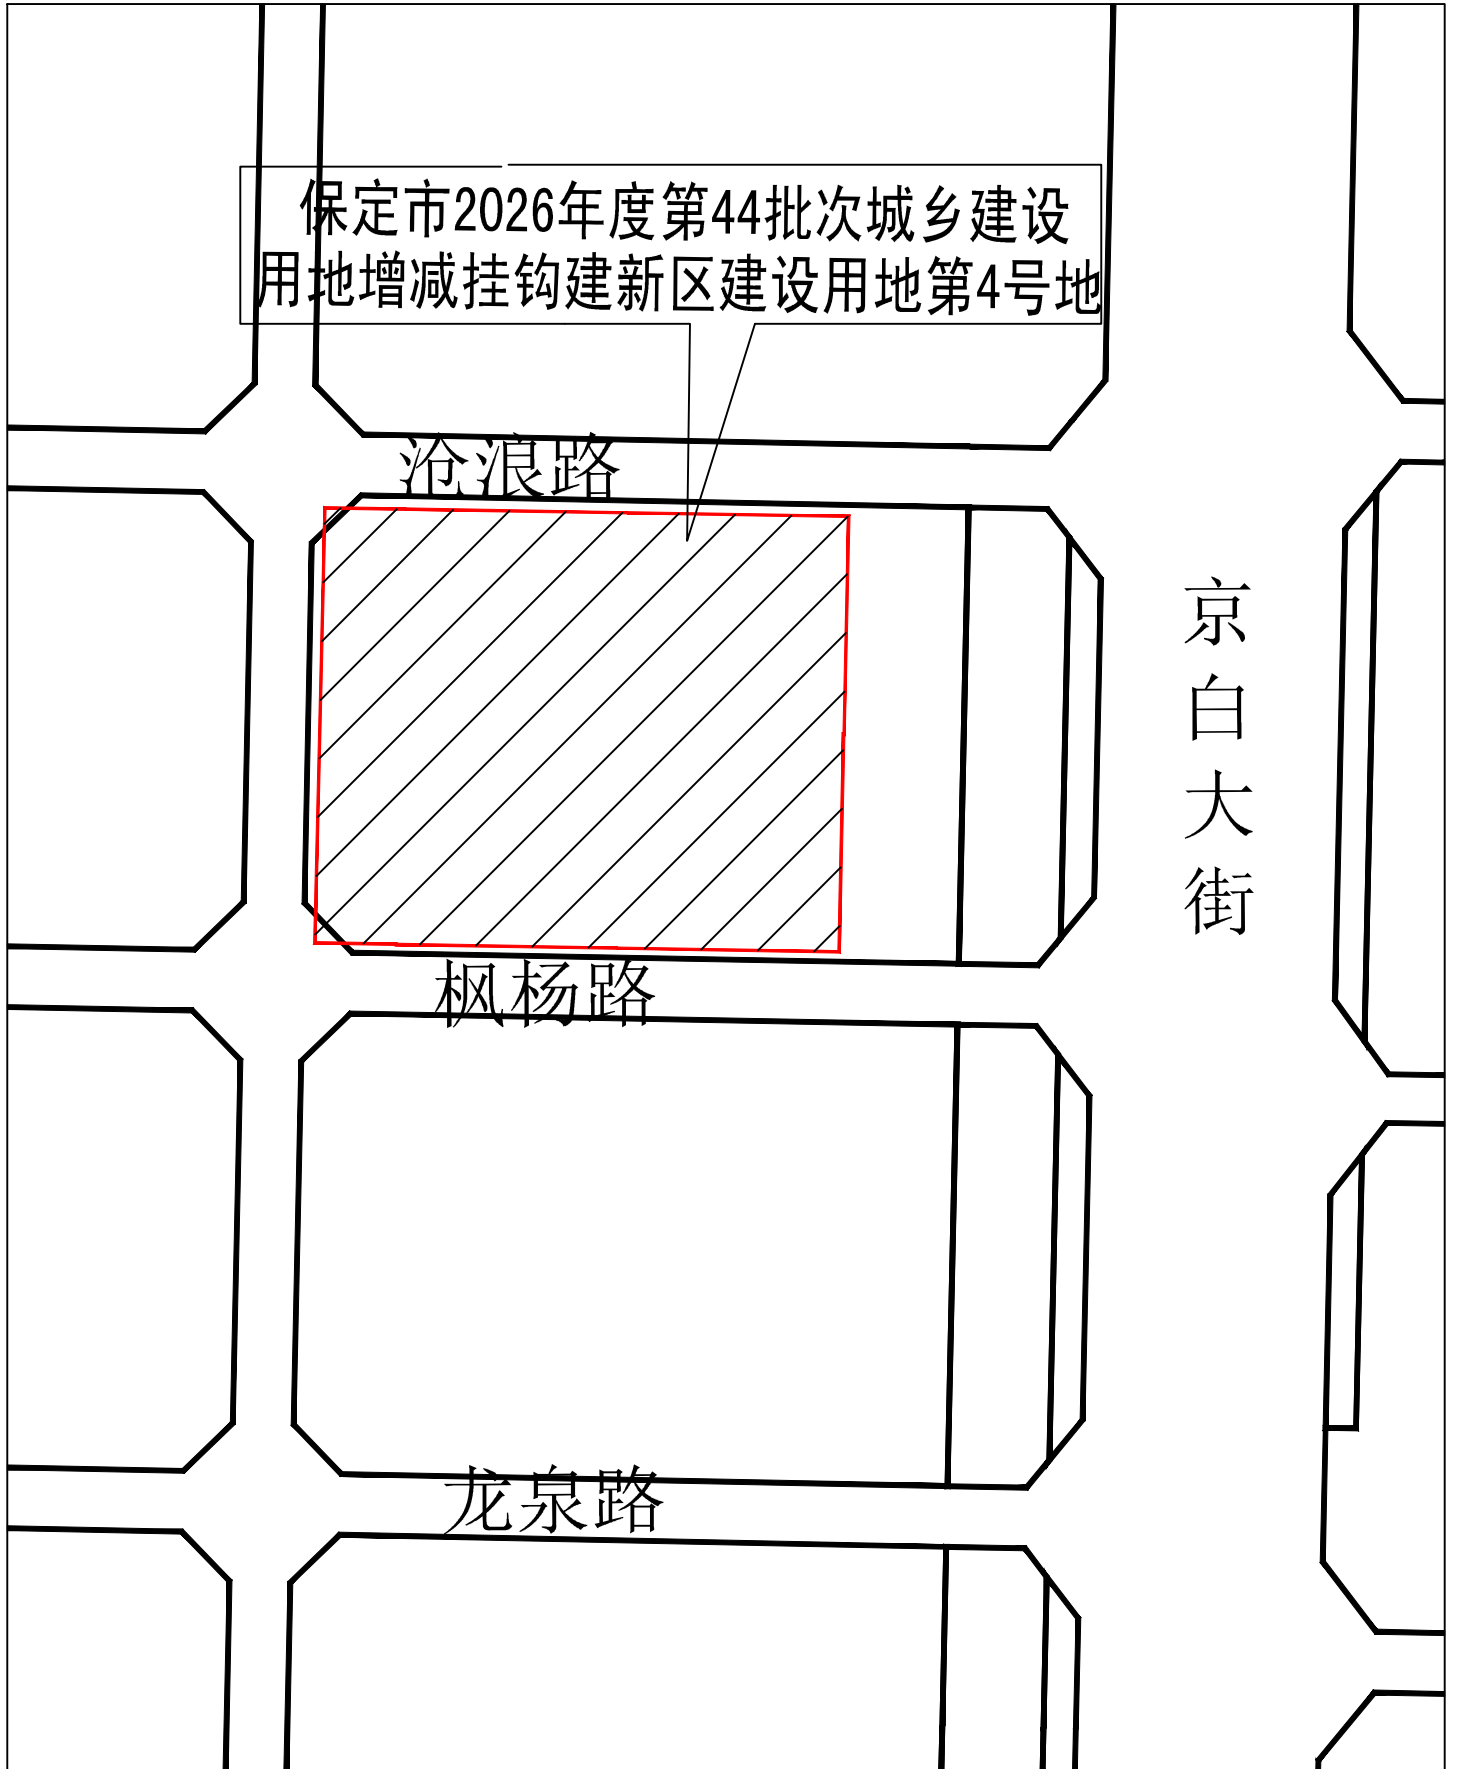 保定市2026年度第44批次城乡建设
用地增减挂钩建新区建设用地第4号地
沧浪路
京白大街
枫杨路
龙泉路